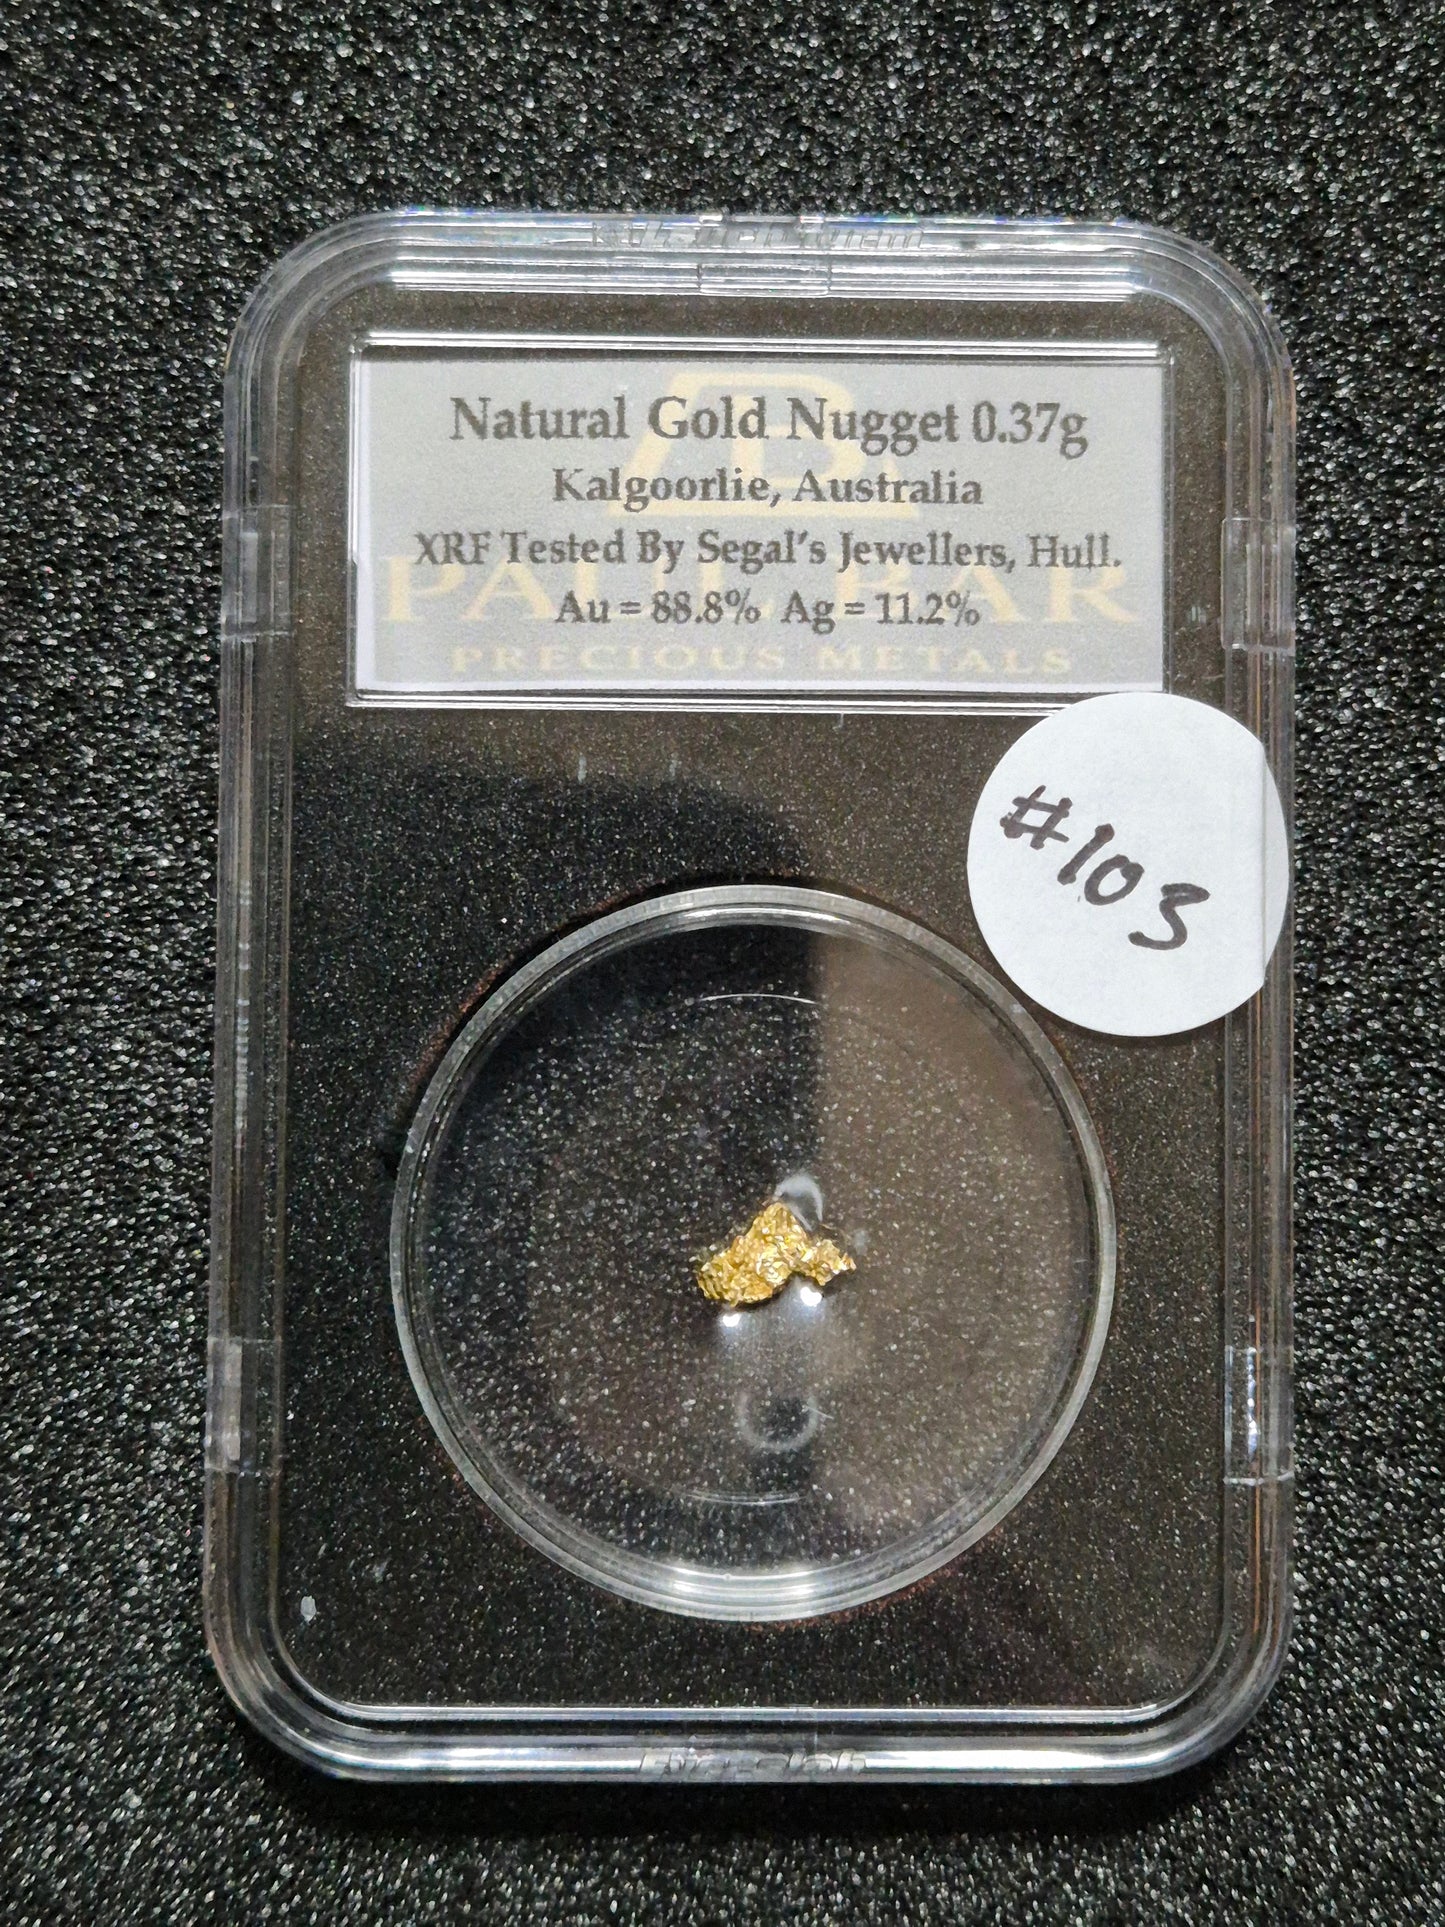 Natural Gold Nugget 0.37g
Kalgoorlie, Australia
XRF Tested By Segal's Jewellers, Hull.
Au = 88.8% Ag = 11.2%
PRECIOUS METALS
#103